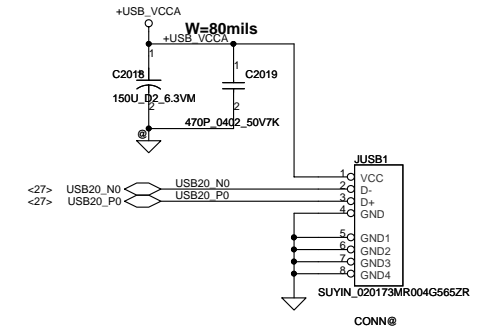 +USB_VCCA
W=80mils
+USB_VCCA
1
1
C2018
C2019
150U_D2_6.3VM
2
2
470P_0402_50V7K
@
JUSB1
1 VCC
<27> USB20_N0 USB20_N0 2 D-
<27> USB20_P0 USB20_P0 3 D+
4 GND
5 GND1
6 GND2
7 GND3
8 GND4
SUYIN_020173MR004G565ZR
CONN@